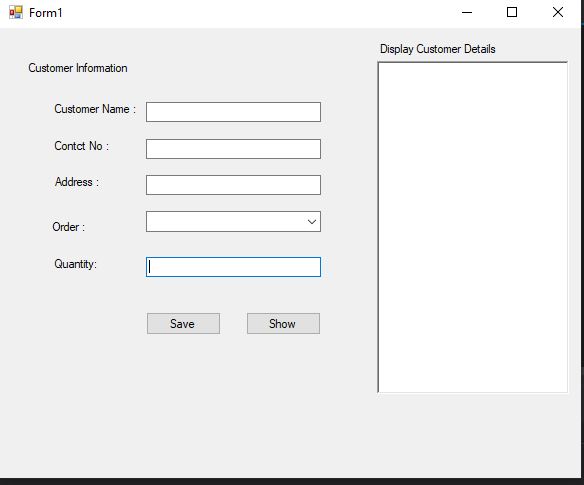 Form1
Display Customer Details
Customer Information
Customer Name :
Contct No :
Address :
Order :
Quantity:
Save Show